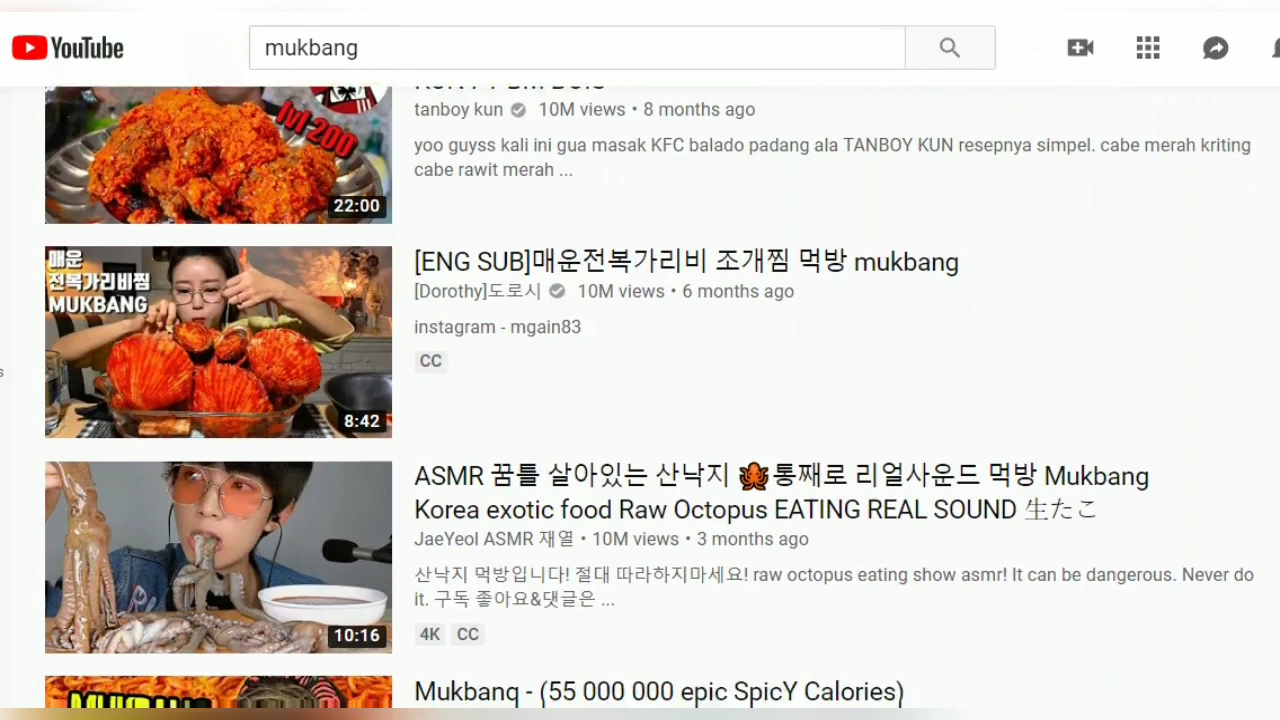 YouTube
mukbang
lvl 200
22:00
tanboy kun 10M views • 8 months ago
yoo guyss kali ini gua masak KFC balado padang ala TANBOY KUN resepnya simpel. cabe merah kriting
cabe rawit merah ...
매운
전복가리비찜
MUKBANG
8:42
[ENG SUB]매운전복가리비 조개찜 먹방 mukbang
[Dorothy]도로시 10M views • 6 months ago
instagram - mgain83
CC
10:16
ASMR 꿈틀 살아있는 산낙지 🐙통째로 리얼사운드 먹방 Mukbang
Korea exotic food Raw Octopus EATING REAL SOUND 生たこ
JaeYeol ASMR 재열 • 10M views • 3 months ago
산낙지 먹방입니다! 절대 따라하지마세요! raw octopus eating show asmr! It can be dangerous. Never do
it. 구독 좋아요&댓글은 ...
4K CC
Mukbang - (55 000 000 epic SpicY Calories)